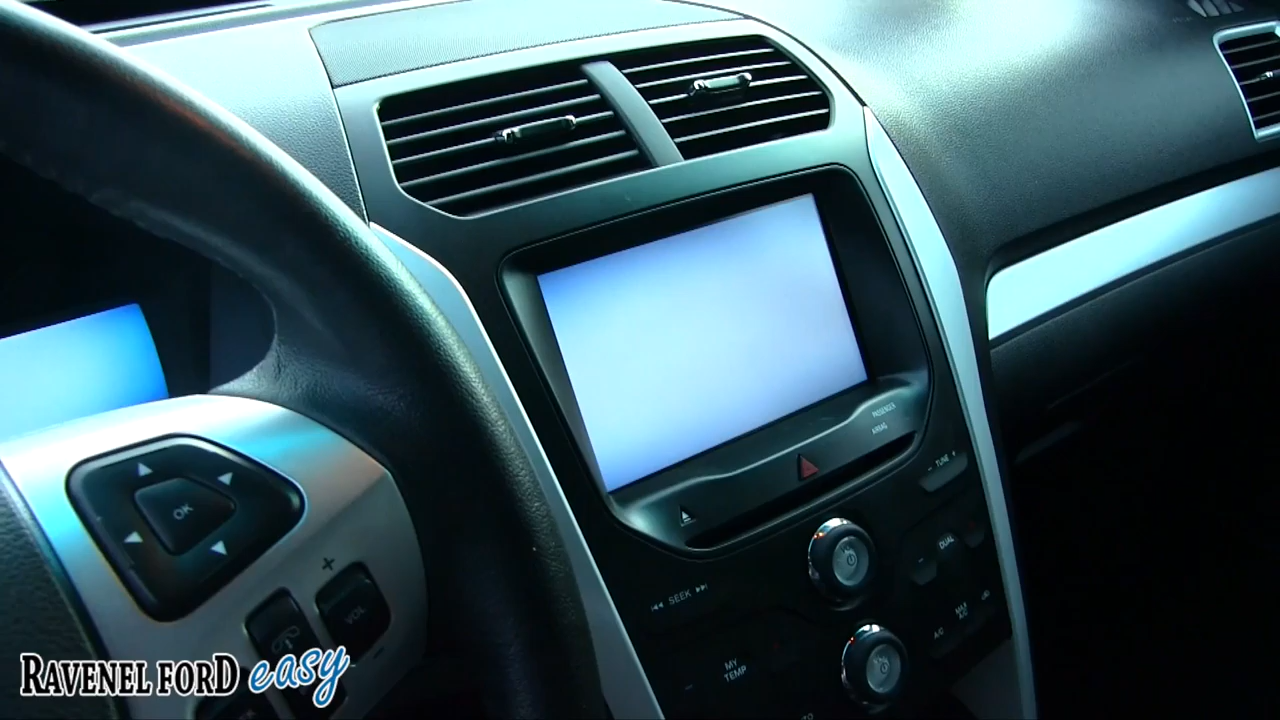 PASSENGER
AIRBAG
TUNE
OK
DUAL
SEEK
VOL
MAX
A/C
A/C
MY
TEMP
RAVENEL FORD easy